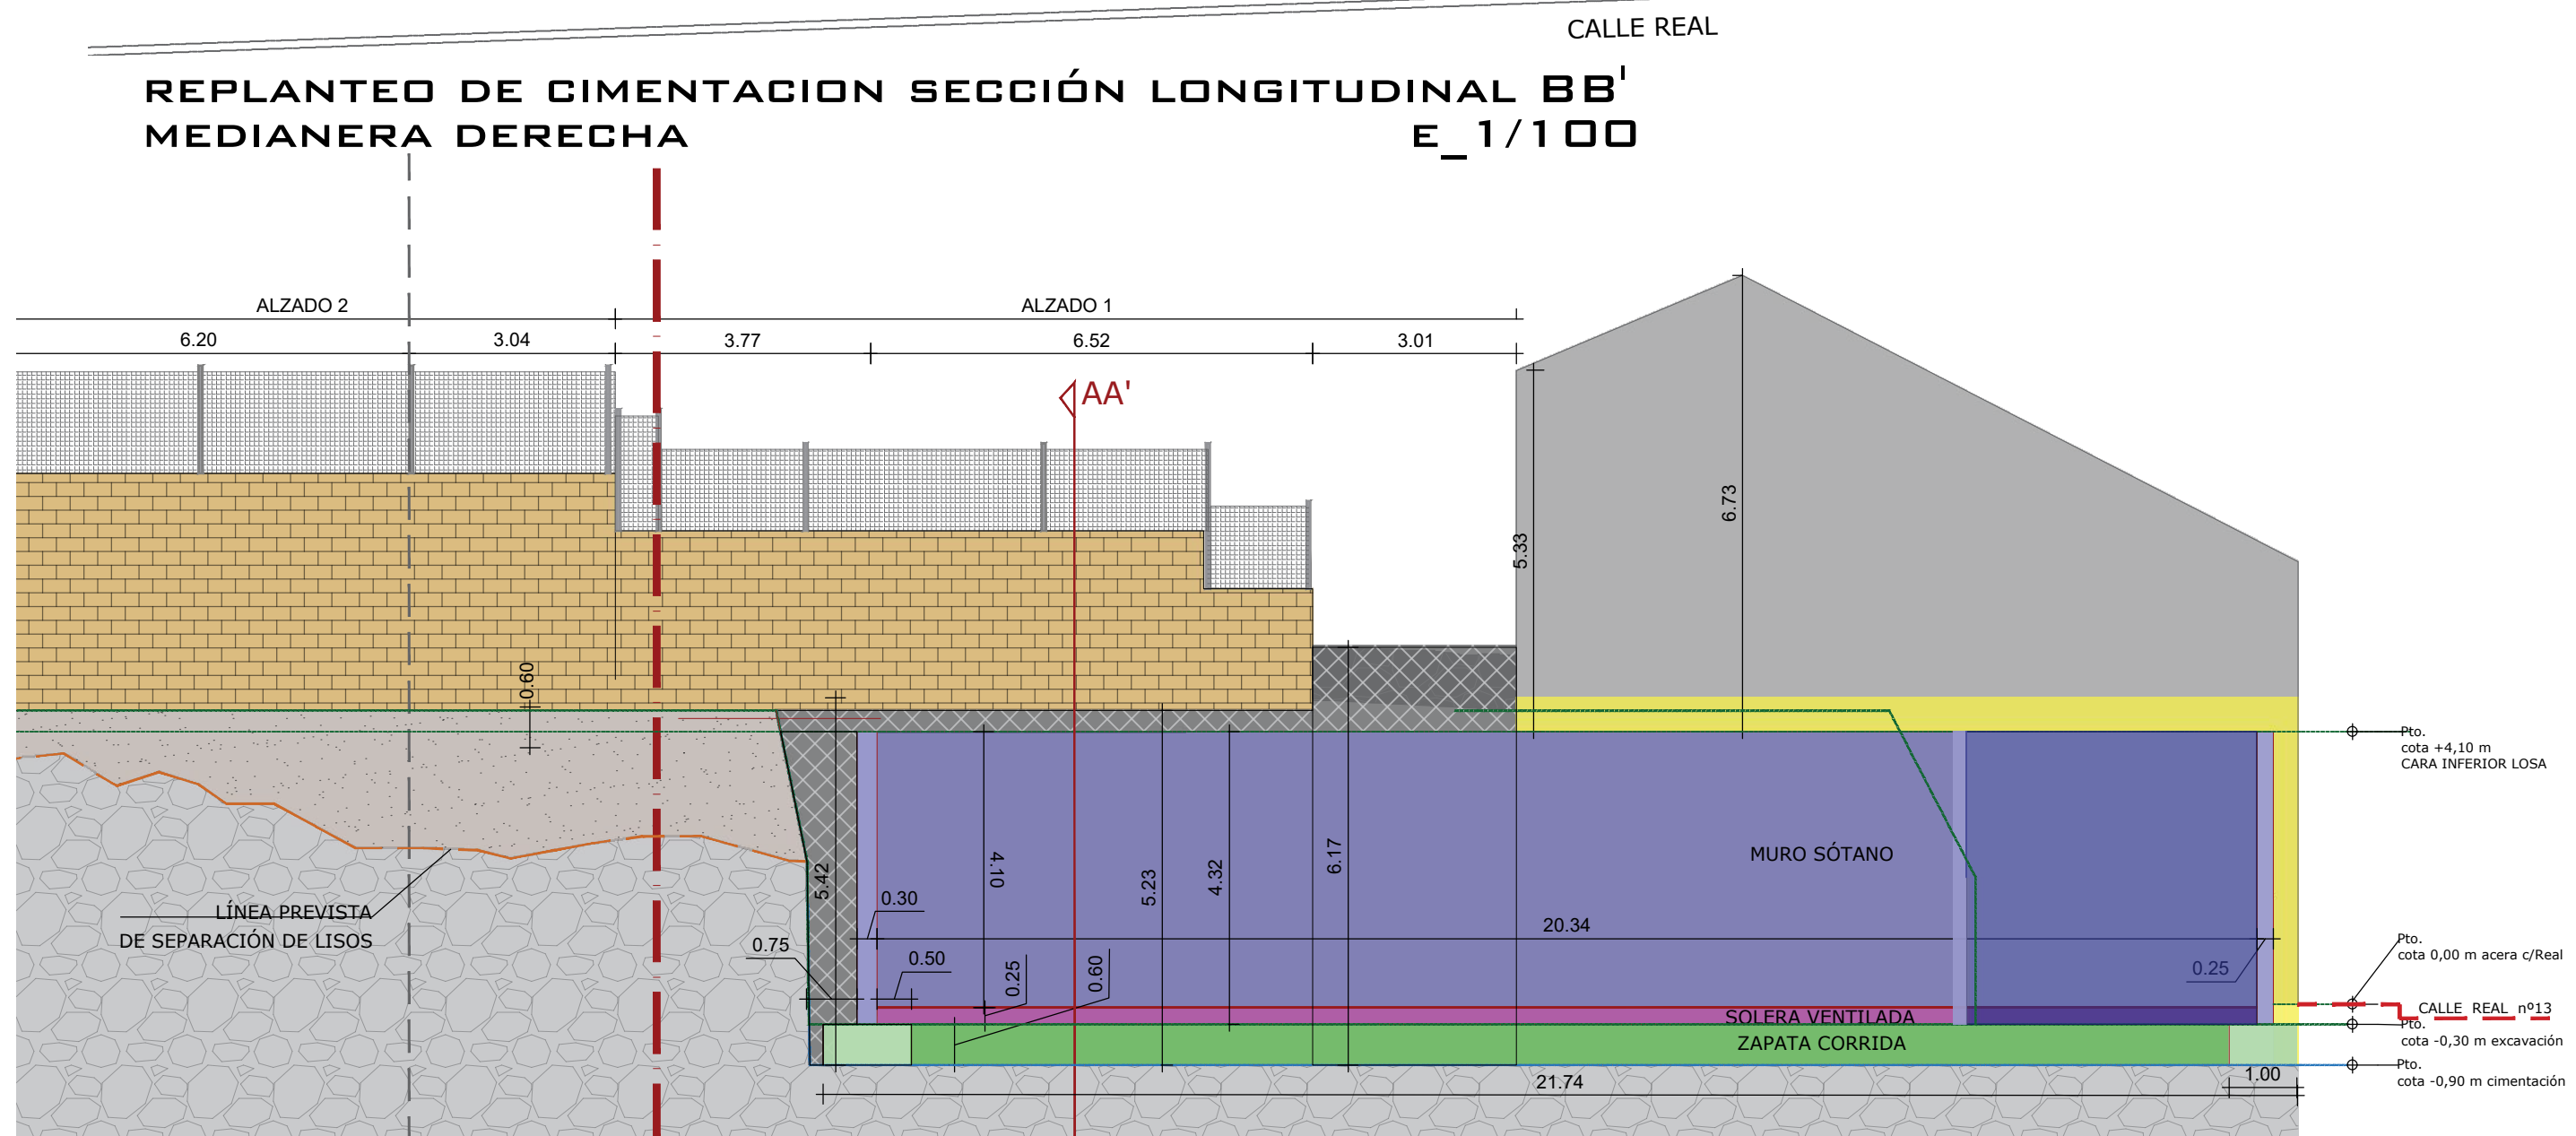 CALLE REAL
REPLANTEO DE CIMENTACION SECCIÓN LONGITUDINAL BB'
MEDIANERA DERECHA e_1/100
ALZADO 2 ALZADO 1
6.20 3.04 3.77 6.52 3.01
AA'
6.73
5.33
0.60
Pto.
cota +4,10 m
CARA INFERIOR LOSA
MURO SÓTANO
5.42
4.10
5.23
4.32
6.17
0.30
LÍNEA PREVISTA
DE SEPARACIÓN DE LISOS
20.34
0.75
0.50
0.25
0.60
0.25
Pto.
cota 0,00 m acera c/Real
CALLE REAL nº13
SOLERA VENTILADA
Pto.
cota -0,30 m excavación
ZAPATA CORRIDA
Pto.
cota -0,90 m cimentación
21.74
1.00